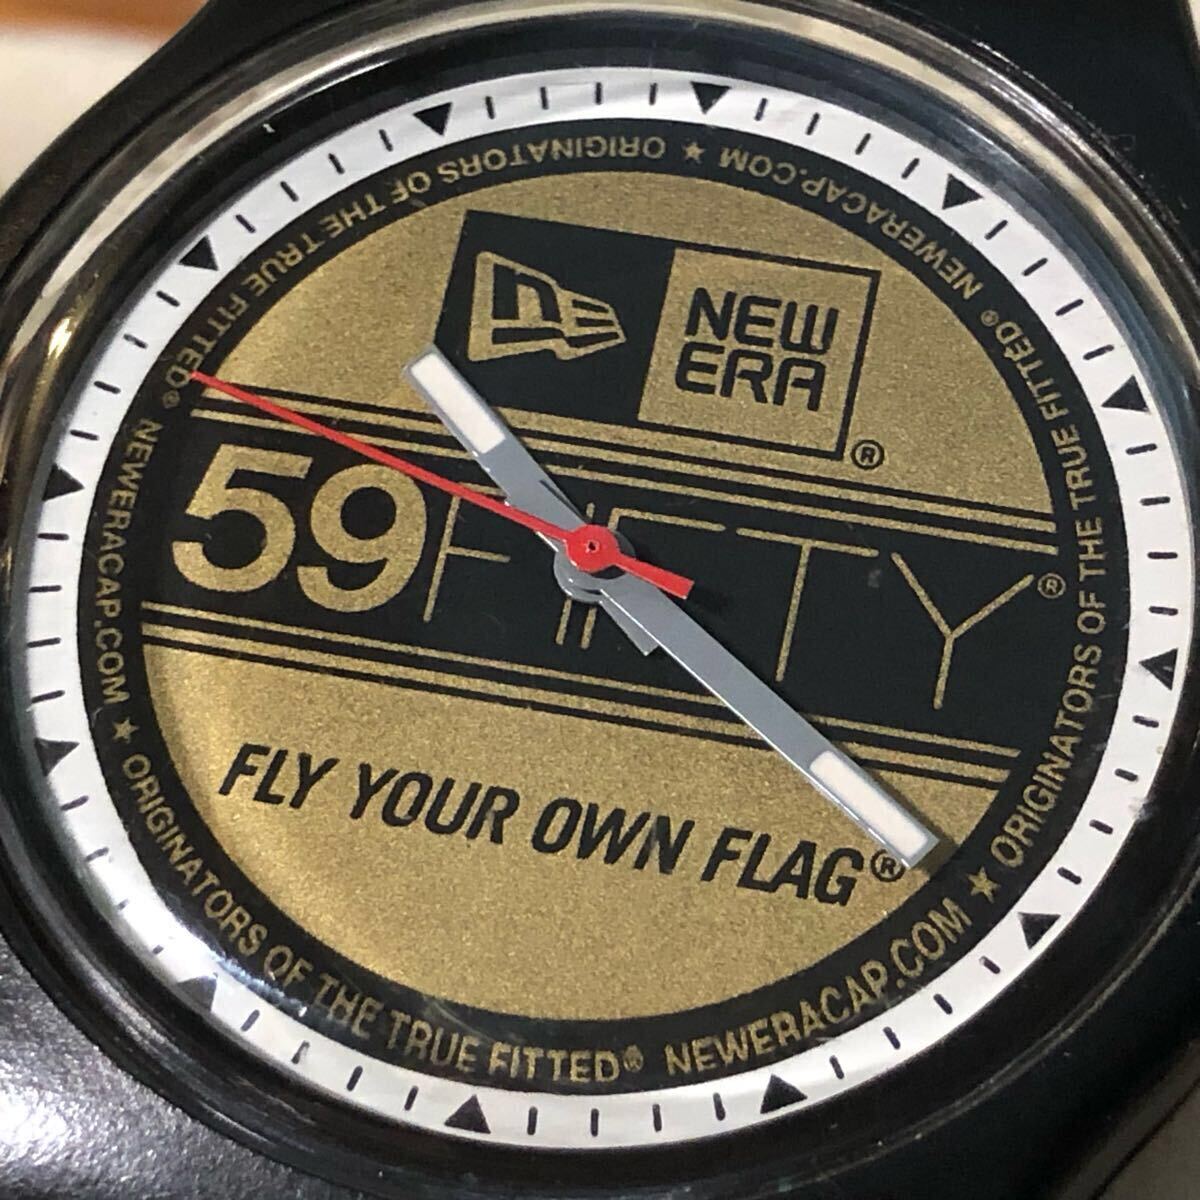 NEW
ERA®
59FIFTY®
FLY YOUR OWN FLAG®
ORIGINATORS OF THE TRUE FITTED® NEWERACAP.COM ★ ORIGINATORS OF THE TRUE FITTED® NEWERACAP.COM ★ ORIGINATORS OF THE TRUE FITTED® NEWERACAP.COM ★